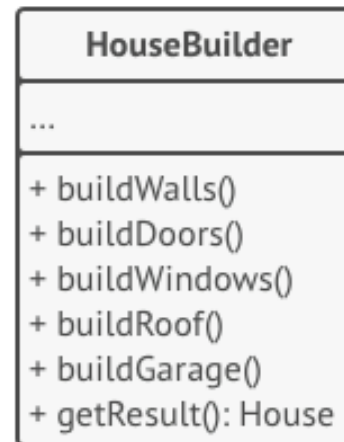 HouseBuilder
...
+ buildWalls()
+ buildDoors()
+ buildWindows()
+ buildRoof()
+ buildGarage()
+ getResult(): House